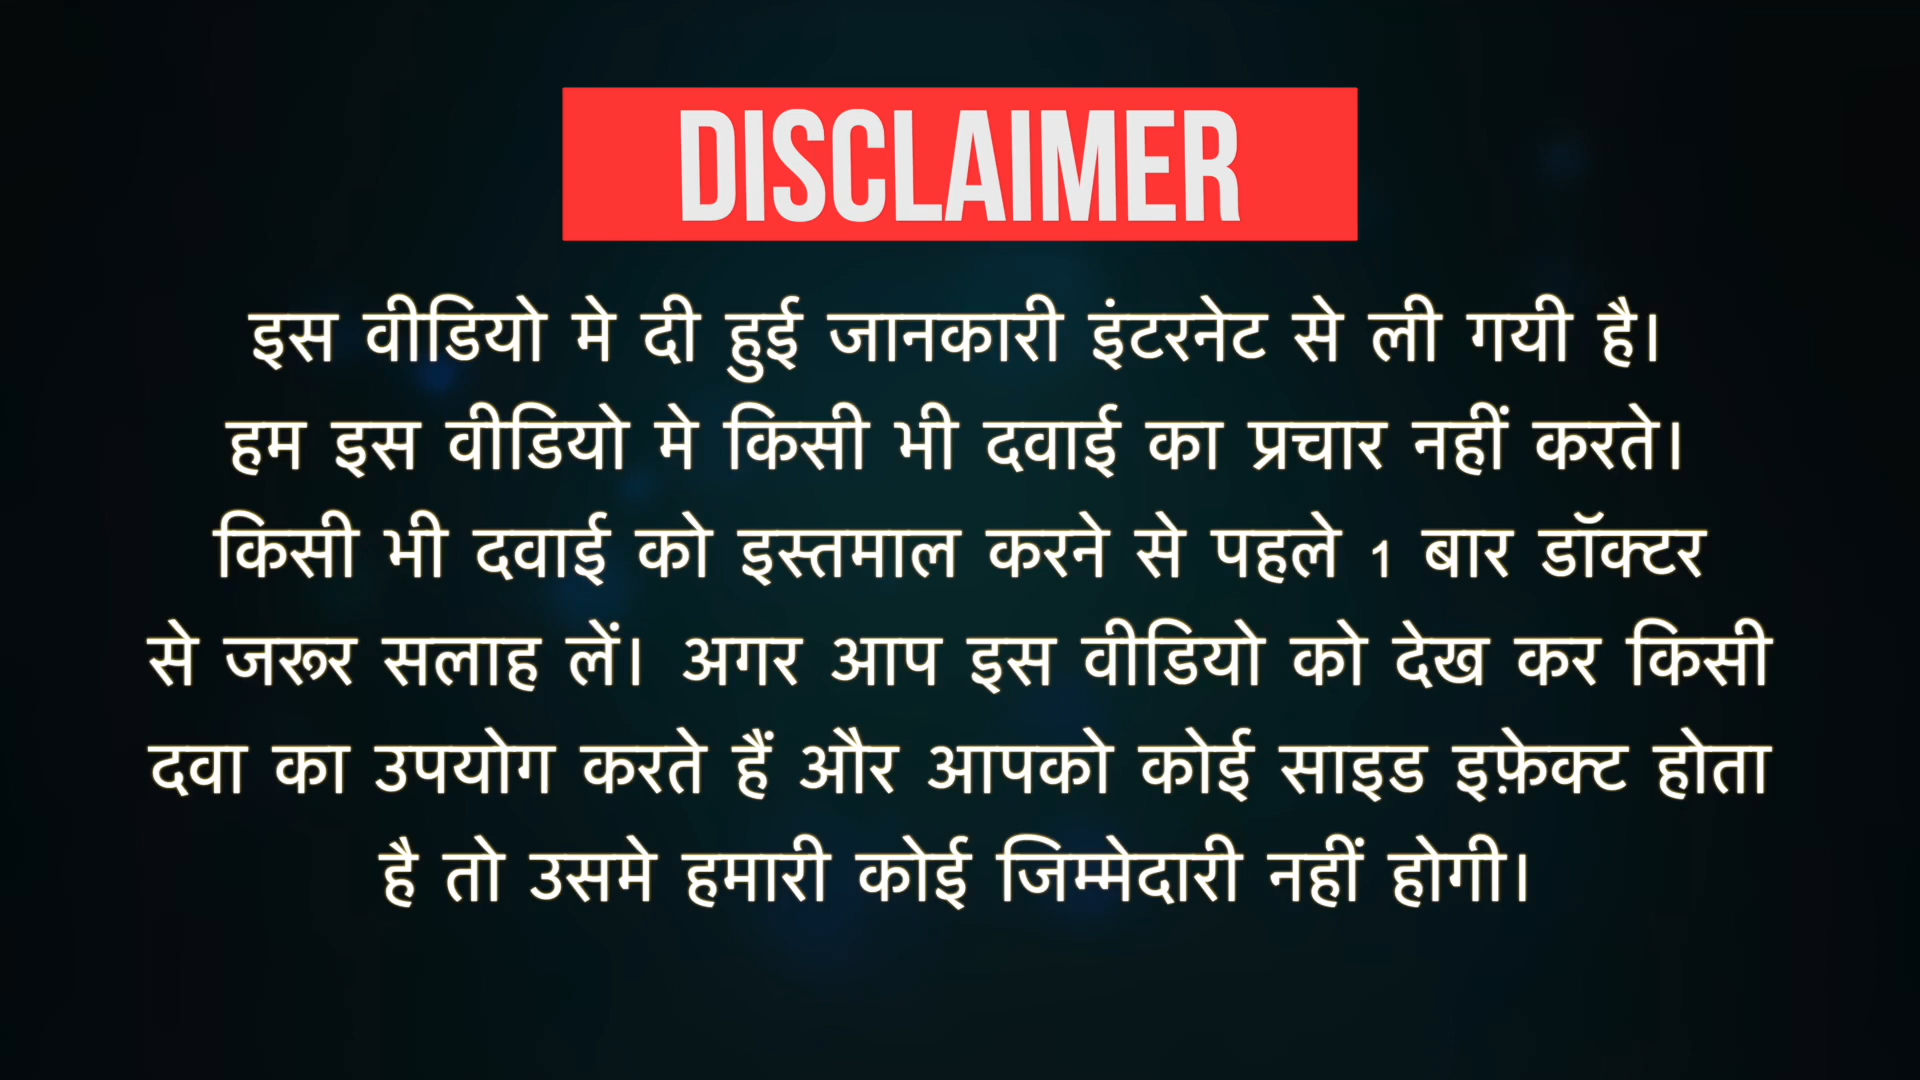 DISCLAIMER
इस वीडियो मे दी हुई जानकारी इंटरनेट से ली गयी है।
हम इस वीडियो मे किसी भी दवाई का प्रचार नहीं करते।
किसी भी दवाई को इस्तमाल करने से पहले 1 बार डॉक्टर
से जरूर सलाह लें। अगर आप इस वीडियो को देख कर किसी
दवा का उपयोग करते हैं और आपको कोई साइड इफ़ेक्ट होता
है तो उसमे हमारी कोई जिम्मेदारी नहीं होगी।